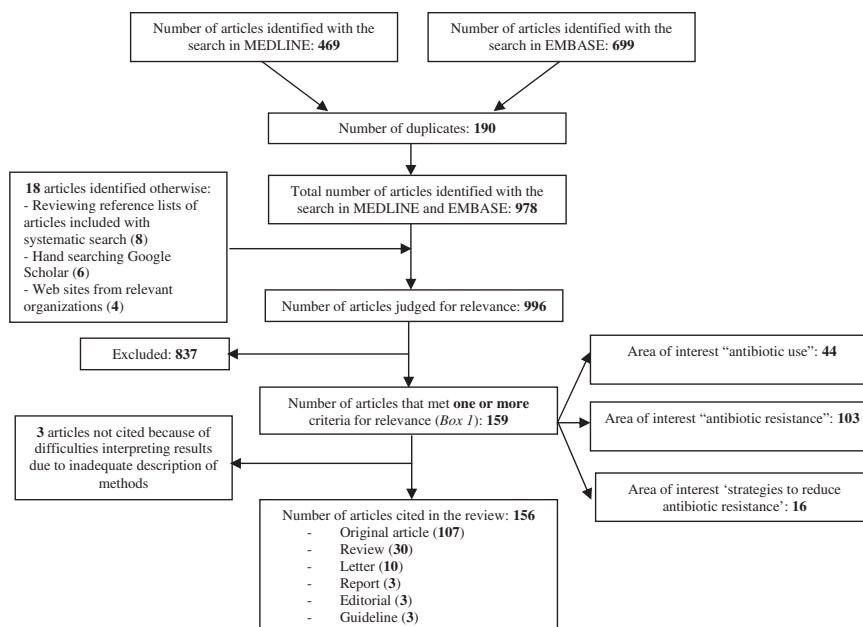 Number of articles identified with the
search in MEDLINE: 469
Number of articles identified with the
search in EMBASE: 699
Number of duplicates: 190
18 articles identified otherwise:
- Reviewing reference lists of
articles included with
systematic search (8)
- Hand searching Google
Scholar (6)
- Web sites from relevant
organizations (4)
Total number of articles identified with the
search in MEDLINE and EMBASE: 978
Number of articles judged for relevance: 996
Excluded: 837
Number of articles that met one or more
criteria for relevance (Box 1): 159
Area of interest “antibiotic use”: 44
Area of interest “antibiotic resistance”: 103
Area of interest ‘strategies to reduce
antibiotic resistance’: 16
3 articles not cited because of
difficulties interpreting results
due to inadequate description of
methods
Number of articles cited in the review: 156
- Original article (107)
- Review (30)
- Letter (10)
- Report (3)
- Editorial (3)
- Guideline (3)